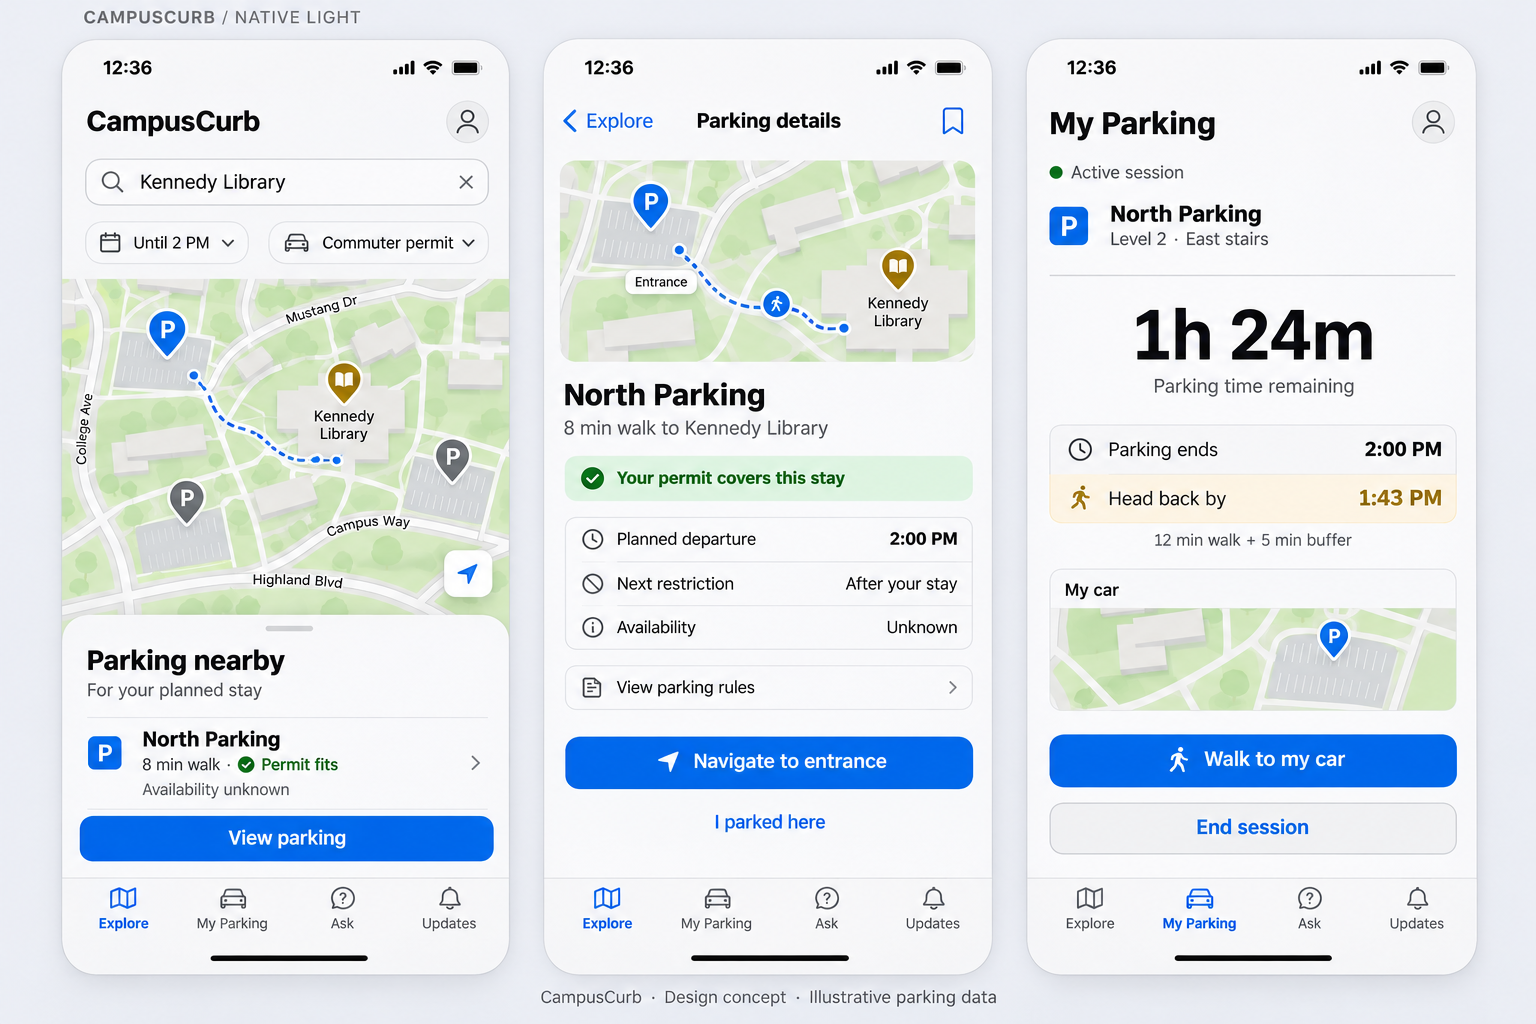 CAMPUSCURB / NATIVE LIGHT
12:36
CampusCurb
Kennedy Library
Until 2 PM
Commuter permit
Mustang Dr
P
College Ave
Kennedy
Library
P
P
Campus Way
Highland Blvd
Parking nearby
For your planned stay
P
North Parking
8 min walk · Permit fits
Availability unknown
View parking
Explore
My Parking
Ask
Updates
12:36
Explore
Parking details
P
Entrance
Kennedy
Library
North Parking
8 min walk to Kennedy Library
Your permit covers this stay
Planned departure 2:00 PM
Next restriction After your stay
Availability Unknown
View parking rules
Navigate to entrance
I parked here
Explore
My Parking
Ask
Updates
12:36
My Parking
Active session
P
North Parking
Level 2 · East stairs
1h 24m
Parking time remaining
Parking ends 2:00 PM
Head back by 1:43 PM
12 min walk + 5 min buffer
My car
P
Walk to my car
End session
Explore
My Parking
Ask
Updates
CampusCurb · Design concept · Illustrative parking data